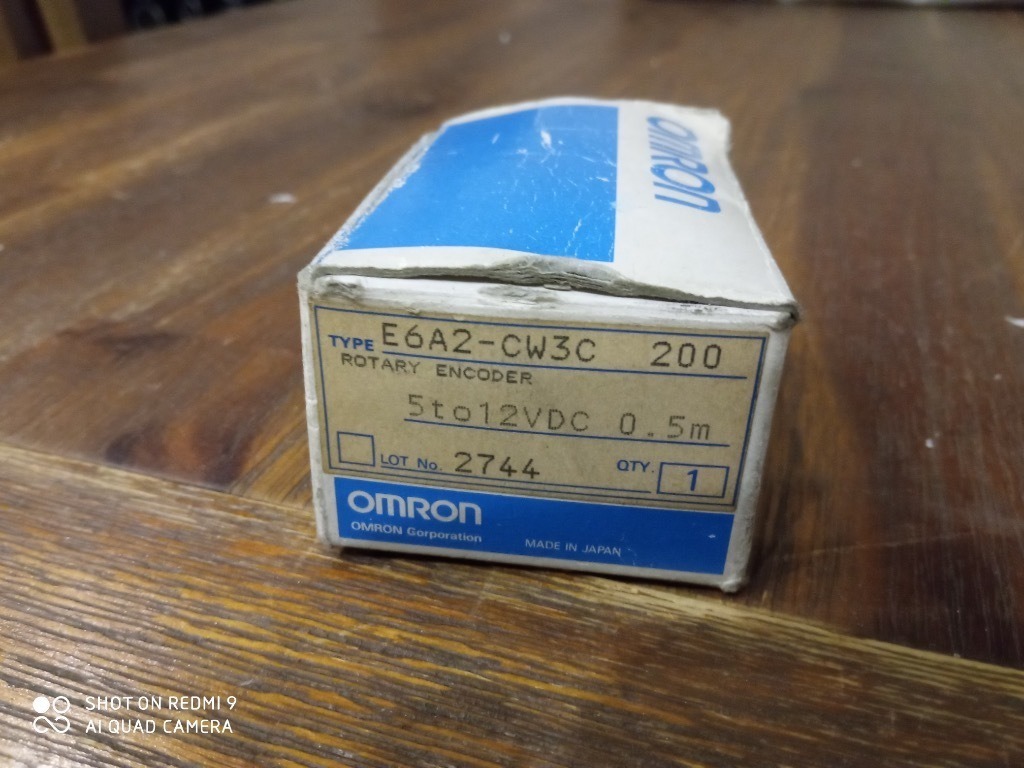 OMRON
TYPE E6A2-CW3C 200
ROTARY ENCODER
5to12VDC 0.5m
LOT No. 2744 QTY. 1
OMRON
OMRON Corporation
MADE IN JAPAN
SHOT ON REDMI 9
AI QUAD CAMERA